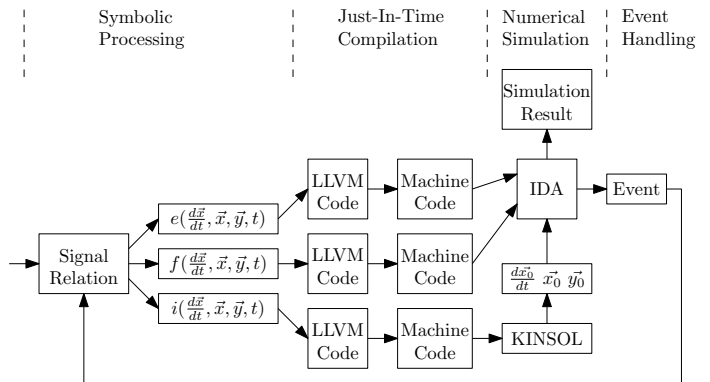 Symbolic
Processing
Just-In-Time
Compilation
Numerical
Simulation
Event
Handling
Simulation
Result
LLVM
Code
Machine
Code
IDA
Event
e(dx⃗/dt, x⃗, y⃗, t)
Signal
Relation
f(dx⃗/dt, x⃗, y⃗, t)
LLVM
Code
Machine
Code
dx⃗₀/dt x⃗₀ y⃗₀
i(dx⃗/dt, x⃗, y⃗, t)
LLVM
Code
Machine
Code
KINSOL